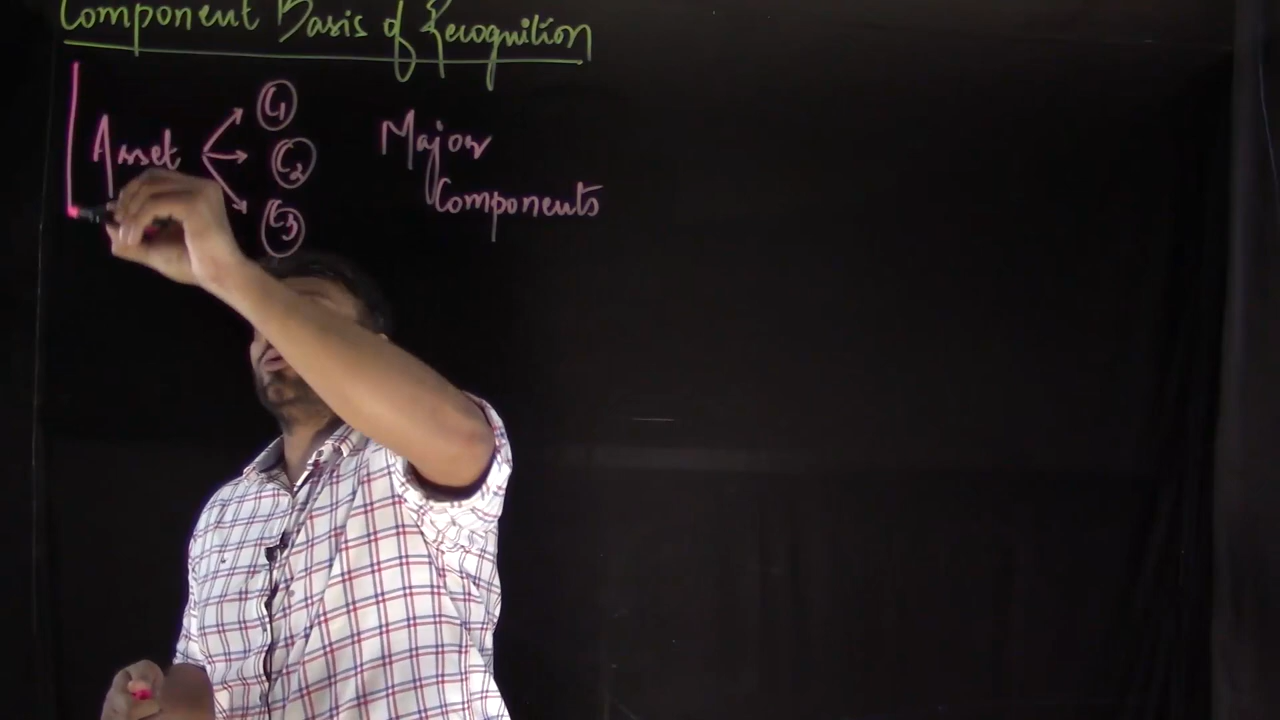 Component Basis of Recognition
Asset
C1
C2
C3
Major
Components